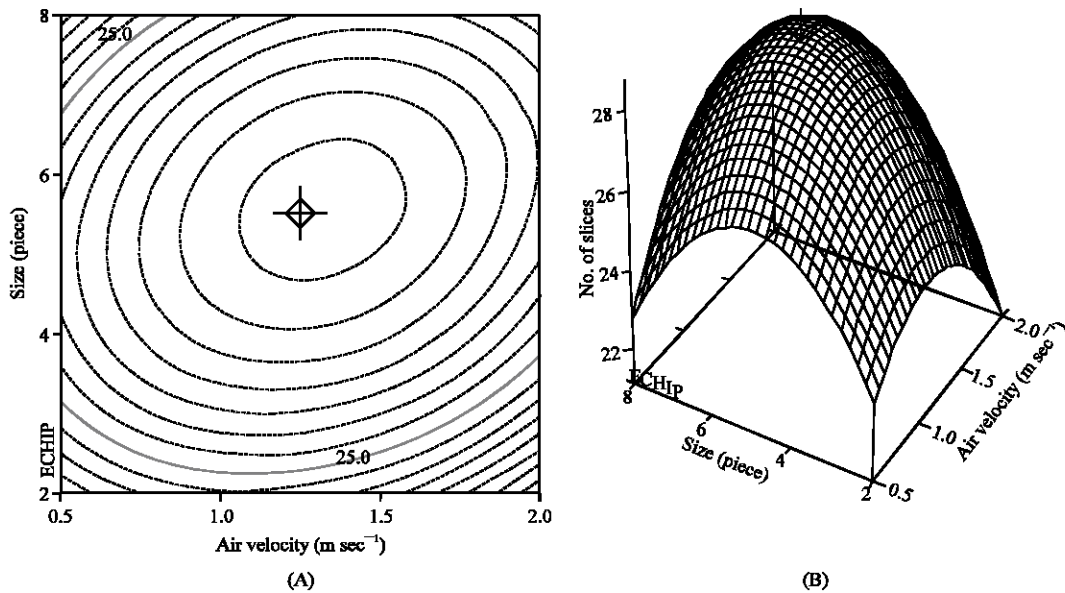 8
25.0
6
Size (piece)
4
25.0
ECHIP
2
0.5
1.0
1.5
2.0
Air velocity (m sec⁻¹)
(A)
28
26
No. of slices
24
22
ECHIP
8
6
Size (piece)
4
2
0.5
1.0
1.5
2.0
Air velocity (m sec⁻¹)
(B)